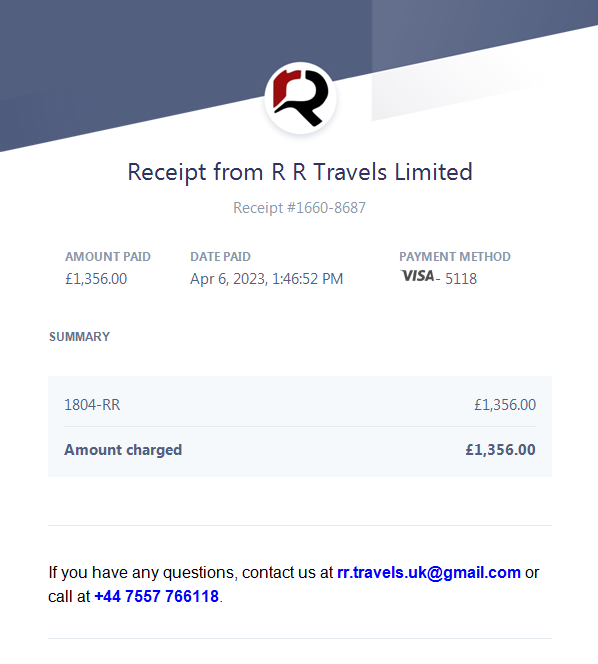 Receipt from R R Travels Limited
Receipt #1660-8687
AMOUNT PAID DATE PAID PAYMENT METHOD
£1,356.00 Apr 6, 2023, 1:46:52 PM VISA- 5118
SUMMARY
1804-RR £1,356.00
Amount charged £1,356.00
If you have any questions, contact us at rr.travels.uk@gmail.com or
call at +44 7557 766118.